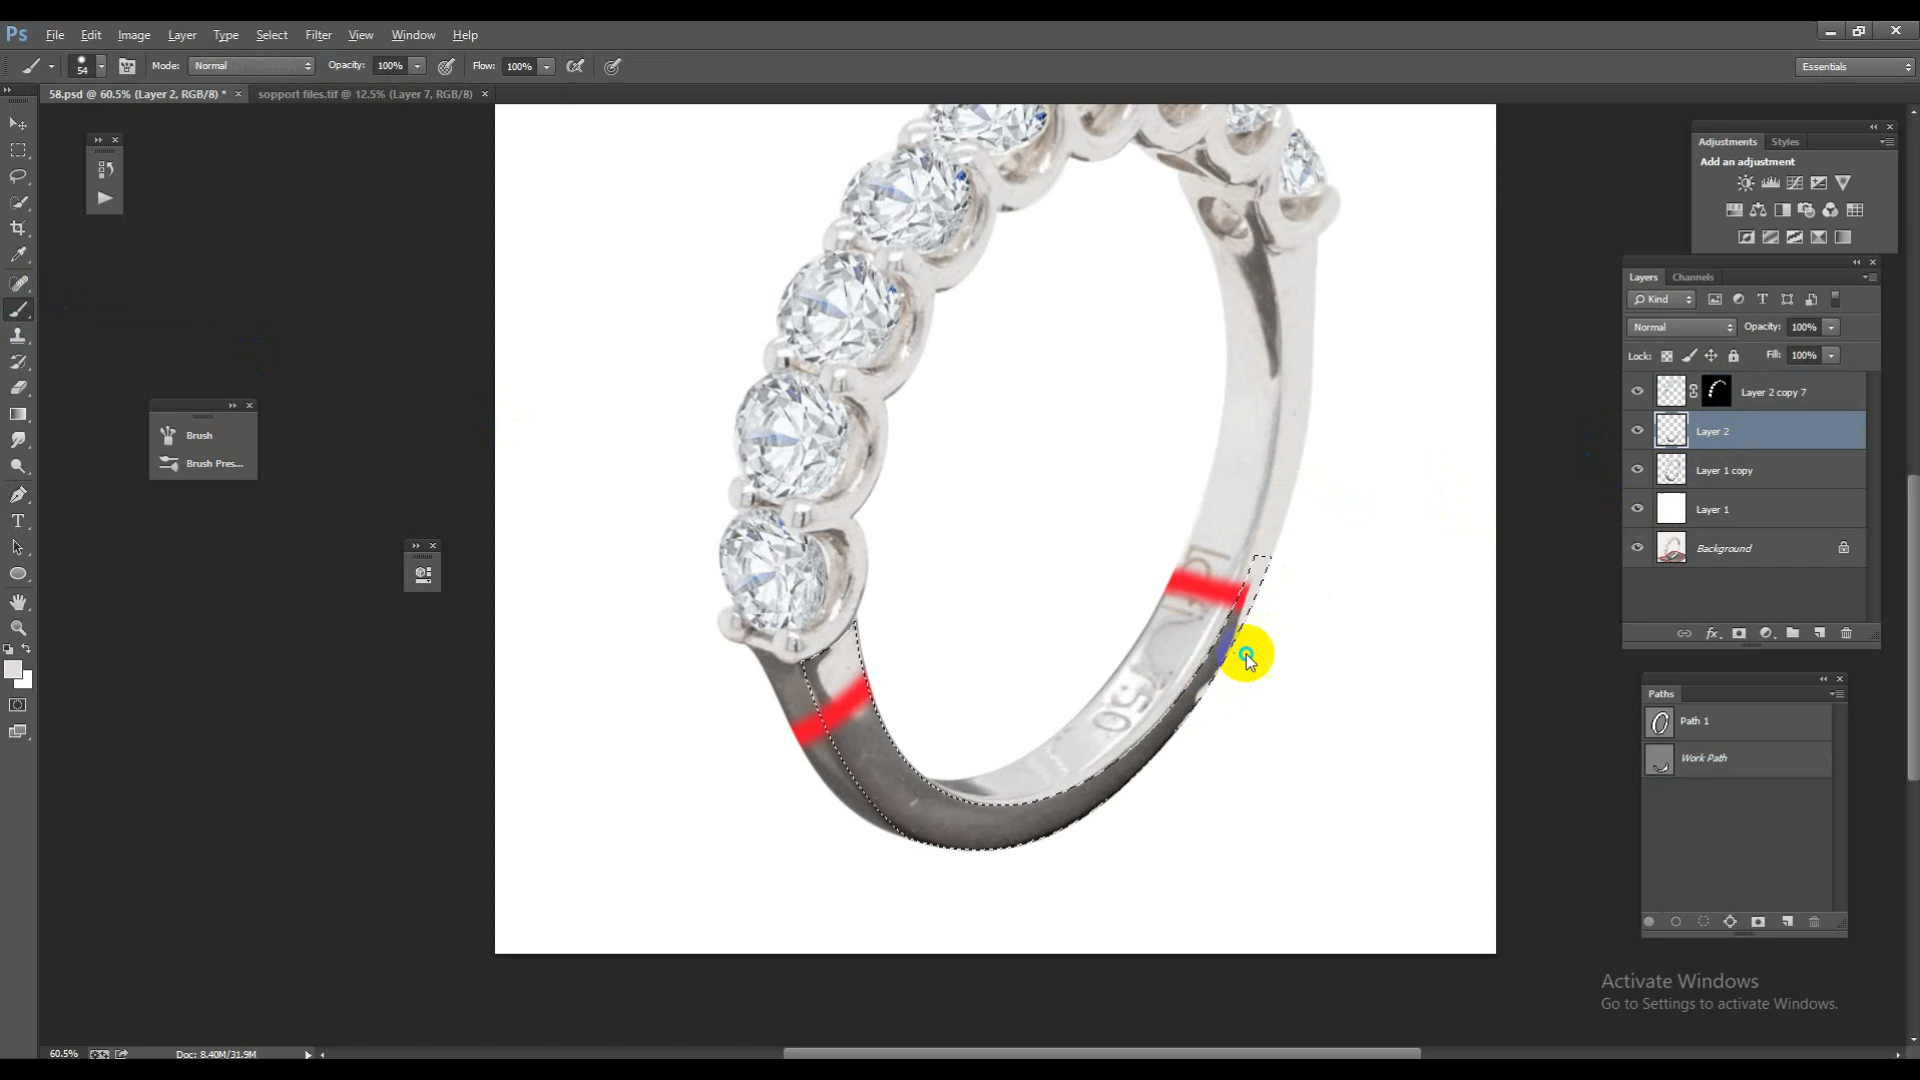 Ps File Edit Image Layer Type Select Filter View Window Help
54 Mode: Normal Opacity: 100% Flow: 100% Essentials
58.psd @ 60.5% (Layer 2, RGB/8) * × sopport files.tif @ 12.5% (Layer 7, RGB/8) ×
Adjustments Styles
Add an adjustment
Layers Channels
Kind
Normal Opacity: 100%
Lock: Fill: 100%
Layer 2 copy 7
Layer 2
Layer 1 copy
Layer 1
Background
Brush
Brush Pres...
750
Paths
Path 1
Work Path
Activate Windows
Go to Settings to activate Windows.
60.5% Doc: 8.40M/31.9M